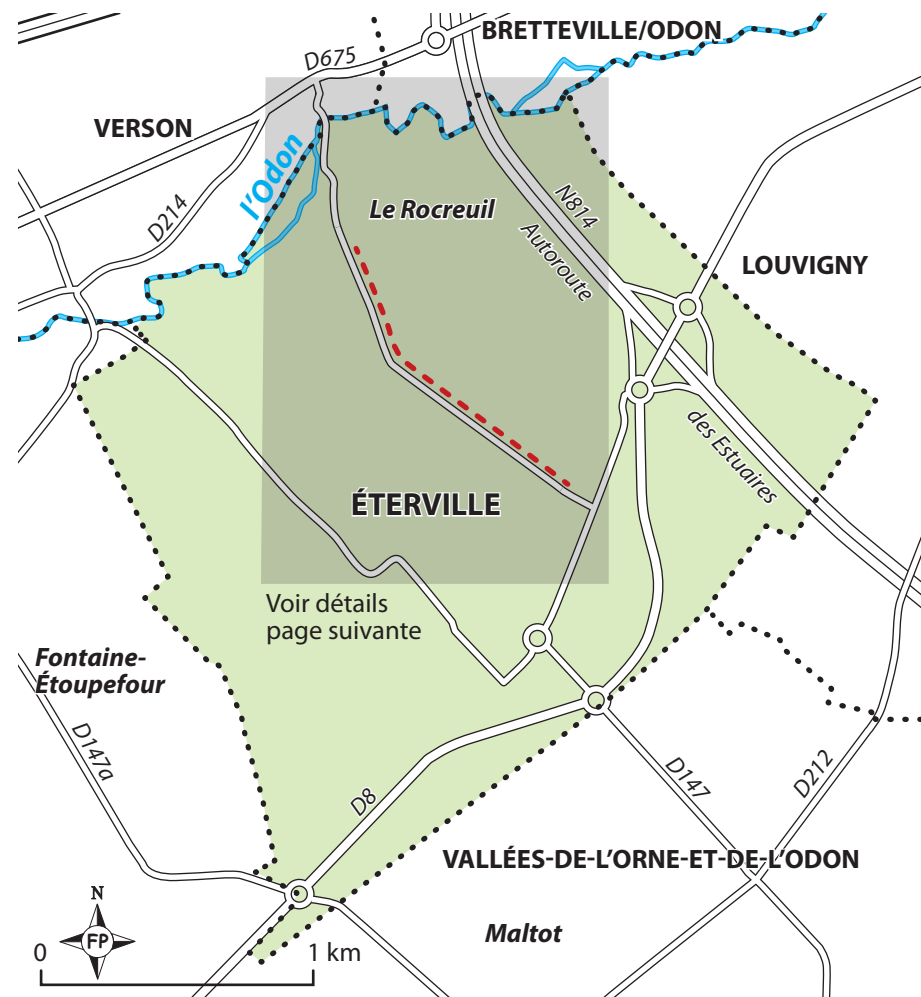 BRETTEVILLE/ODON
D675
VERSON
l'Odon
D214
Le Rocreuil
N814
Autoroute
LOUVIGNY
des Estuaires
ÉTERVILLE
Voir détails
page suivante
Fontaine-
Étoupefour
D147a
D8
D147
D212
VALLÉES-DE-L'ORNE-ET-DE-L'ODON
Maltot
N
FP
0 1 km